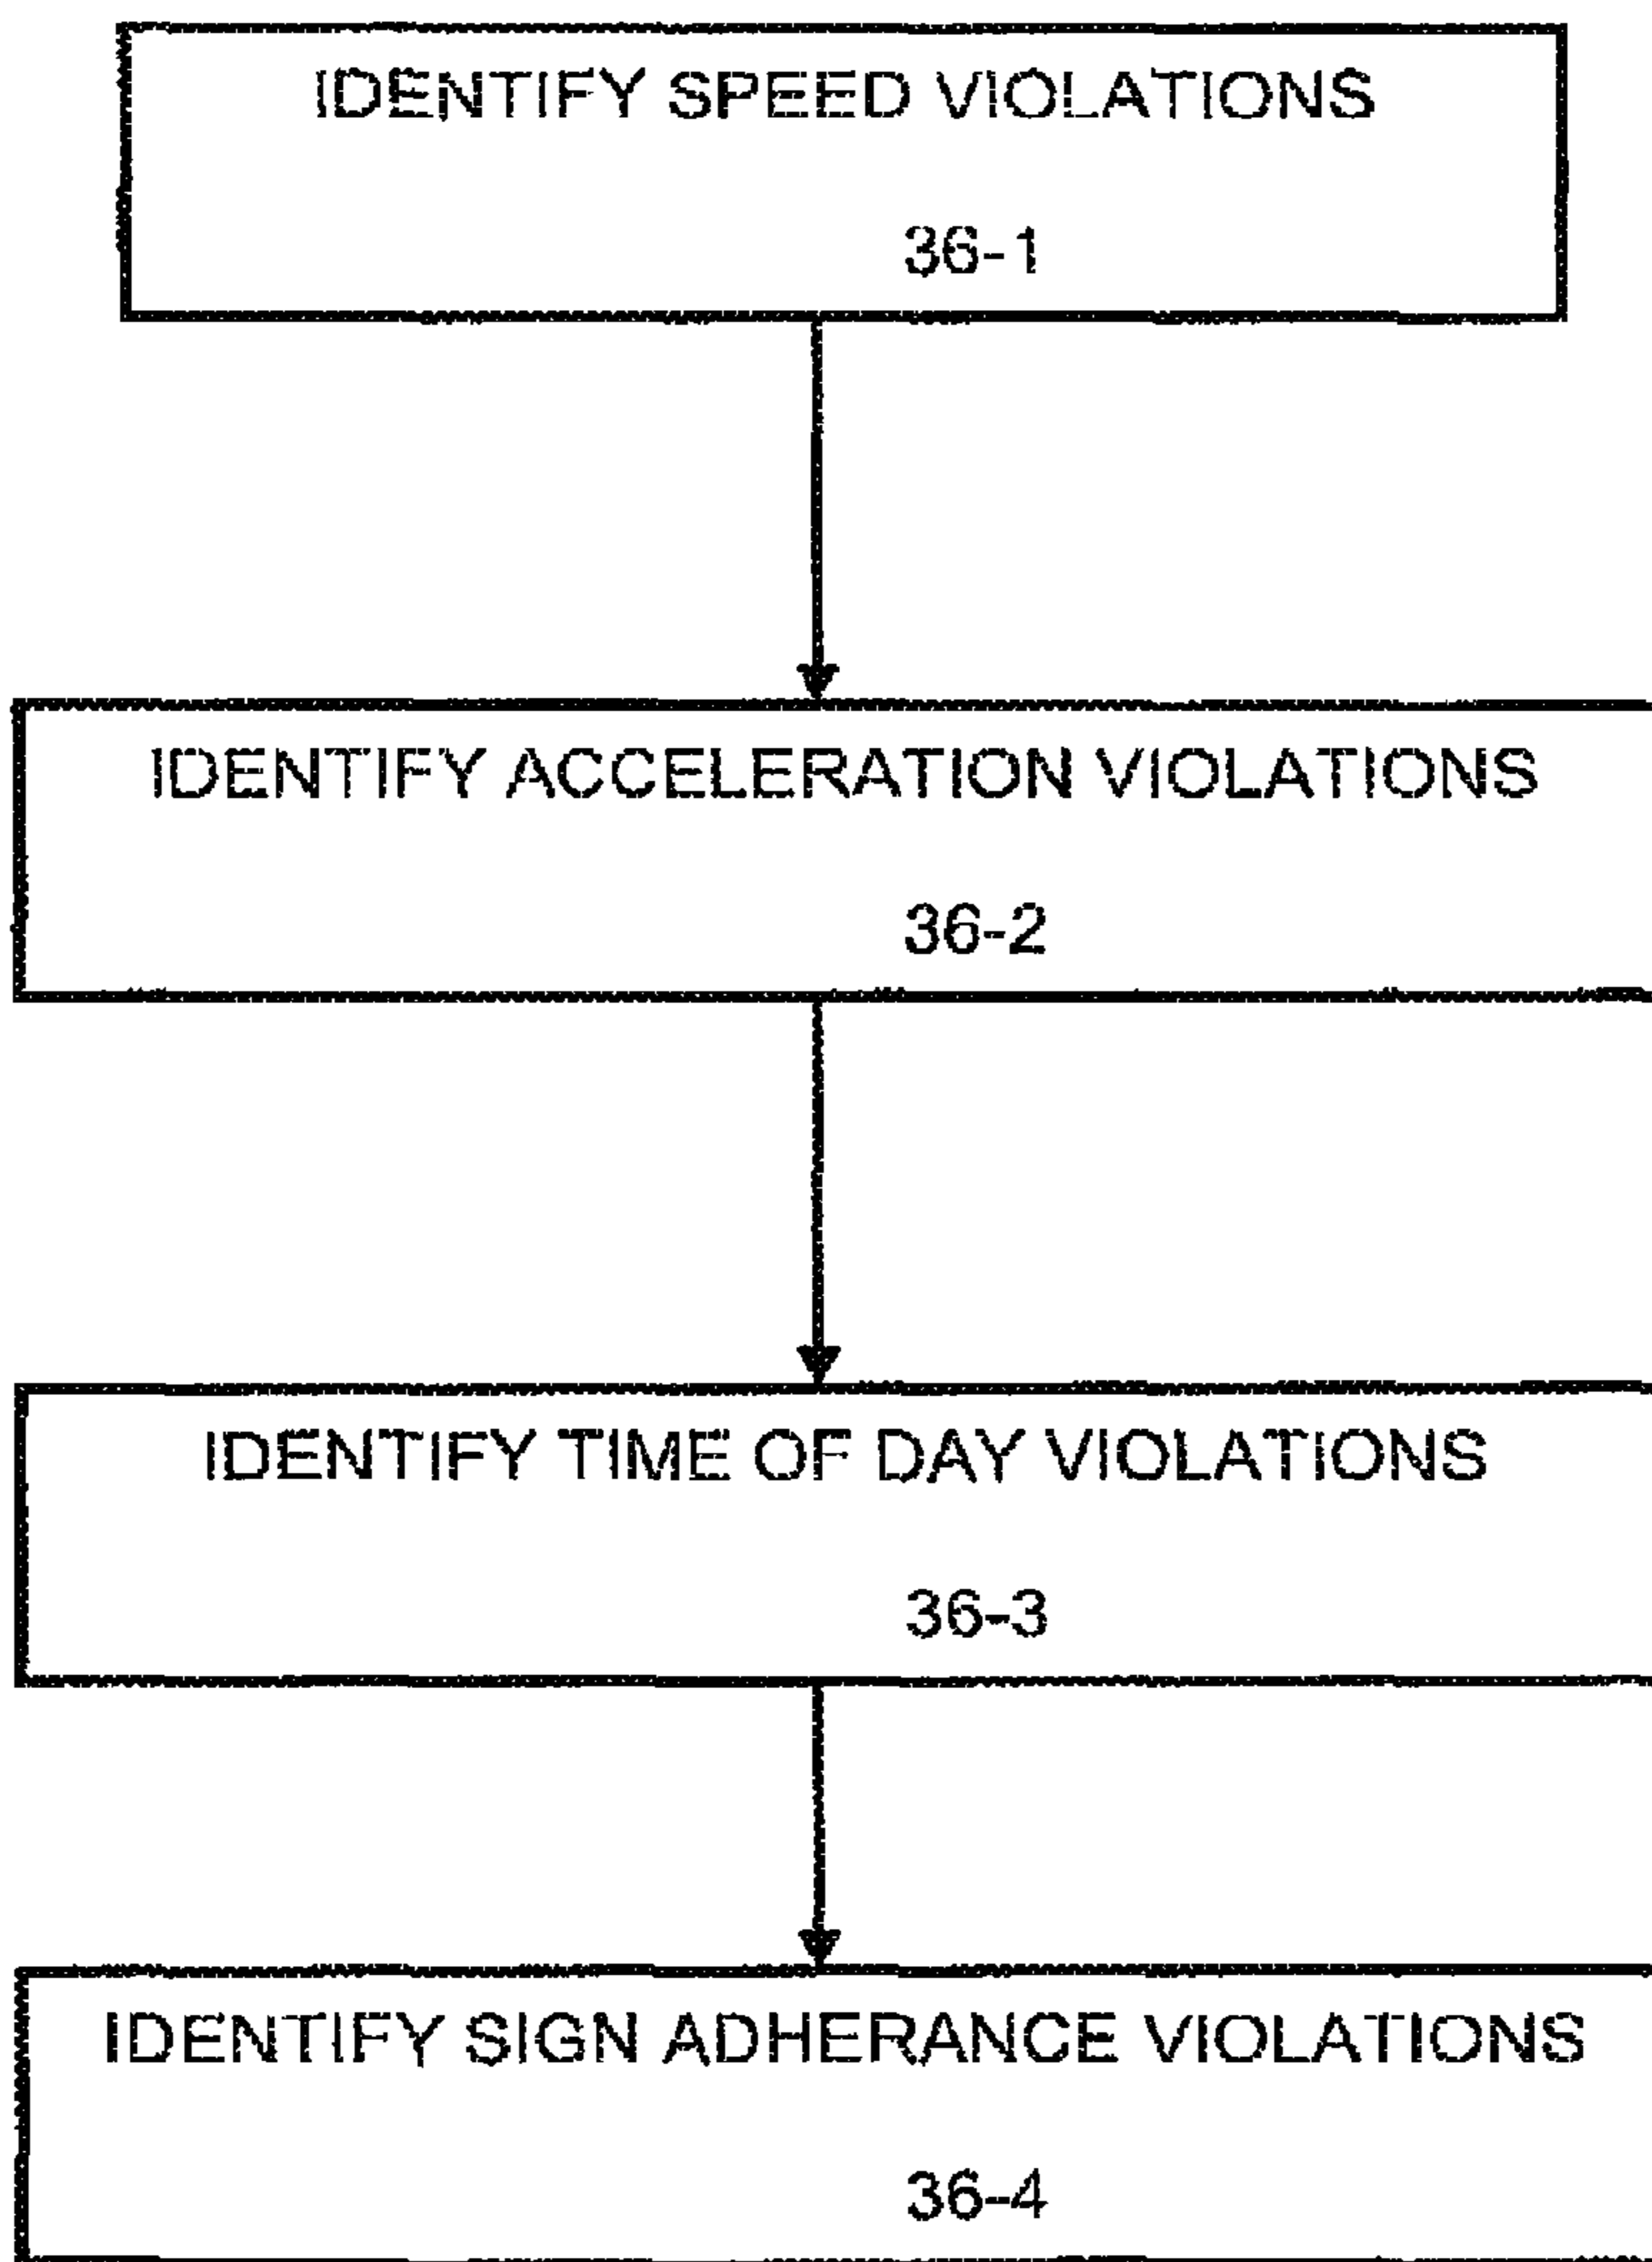 IDENTIFY SPEED VIOLATIONS
36-1
IDENTIFY ACCELERATION VIOLATIONS
36-2
IDENTIFY TIME OF DAY VIOLATIONS
36-3
IDENTIFY SIGN ADHERANCE VIOLATIONS
36-4